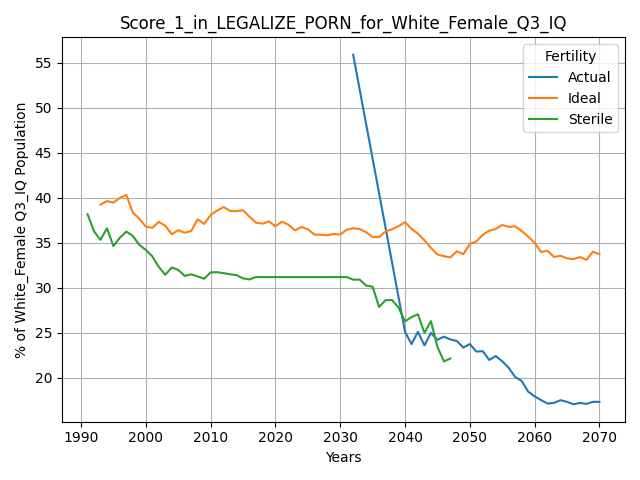 Score_1_in_LEGALIZE_PORN_for_White_Female_Q3_IQ
Fertility
Actual
Ideal
Sterile
% of White_Female Q3_IQ Population
55
50
45
40
35
30
25
20
1990 2000 2010 2020 2030 2040 2050 2060 2070
Years